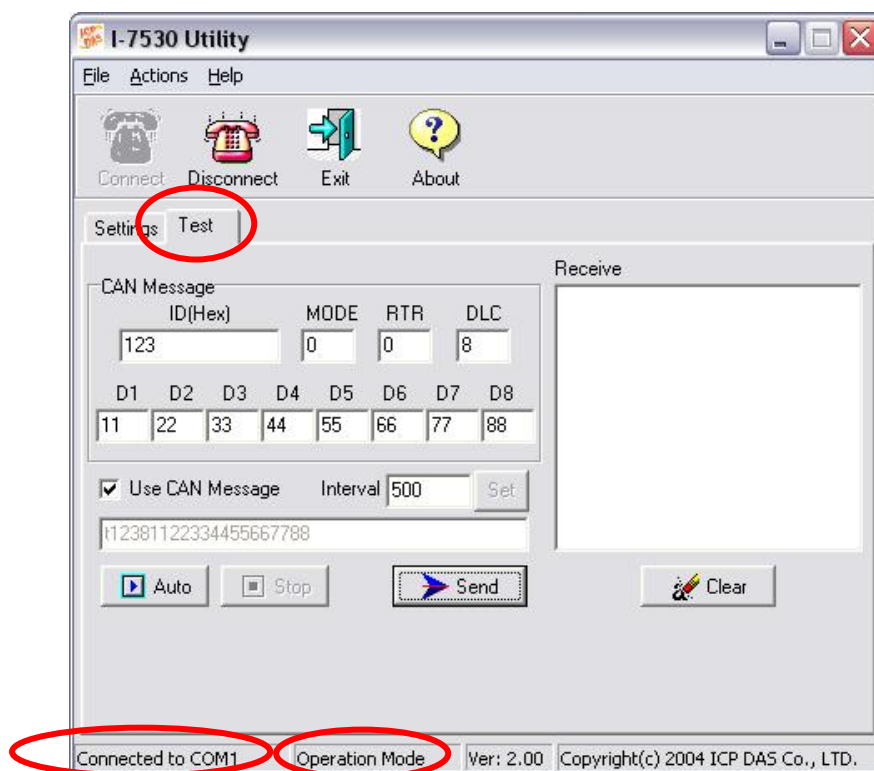 I-7530 Utility
File Actions Help
Connect Disconnect Exit About
Settings Test
CAN Message
ID(Hex) MODE RTR DLC
123 0 0 8
D1 D2 D3 D4 D5 D6 D7 D8
11 22 33 44 55 66 77 88
Use CAN Message Interval 500 Set
t12381122334455667788
Auto Stop Send
Receive
Clear
Connected to COM1 Operation Mode Ver: 2.00 Copyright(c) 2004 ICP DAS Co., LTD.